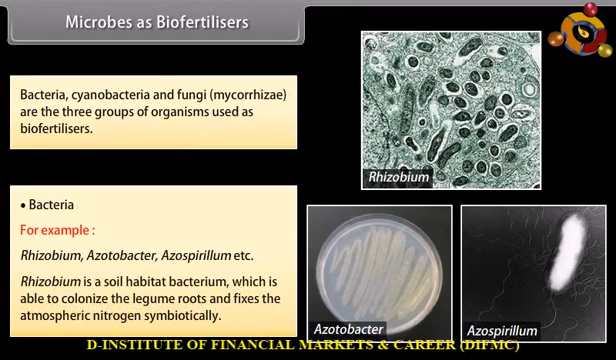 Microbes as Biofertilisers
Bacteria, cyanobacteria and fungi (mycorrhizae)
are the three groups of organisms used as
biofertilisers.
• Bacteria
For example :
Rhizobium, Azotobacter, Azospirillum etc.
Rhizobium is a soil habitat bacterium, which is
able to colonize the legume roots and fixes the
atmospheric nitrogen symbiotically.
Rhizobium
Azotobacter
Azospirillum
D-INSTITUTE OF FINANCIAL MARKETS & CAREER (DIFMC)